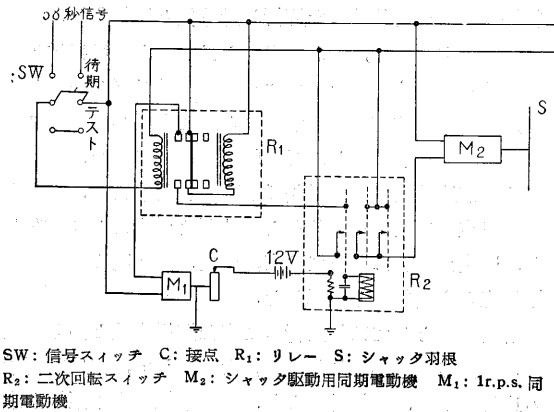 秒信号
SW
待期
テスト
R₁
S
M₂
C
12V
M₁
R₂
SW: 信号スイッチ C: 接点 R₁: リレー S: シャッタ羽根
R₂: 二次回転スイッチ M₂: シャッタ駆動用同期電動機 M₁: 1r.p.s. 同
期電動機